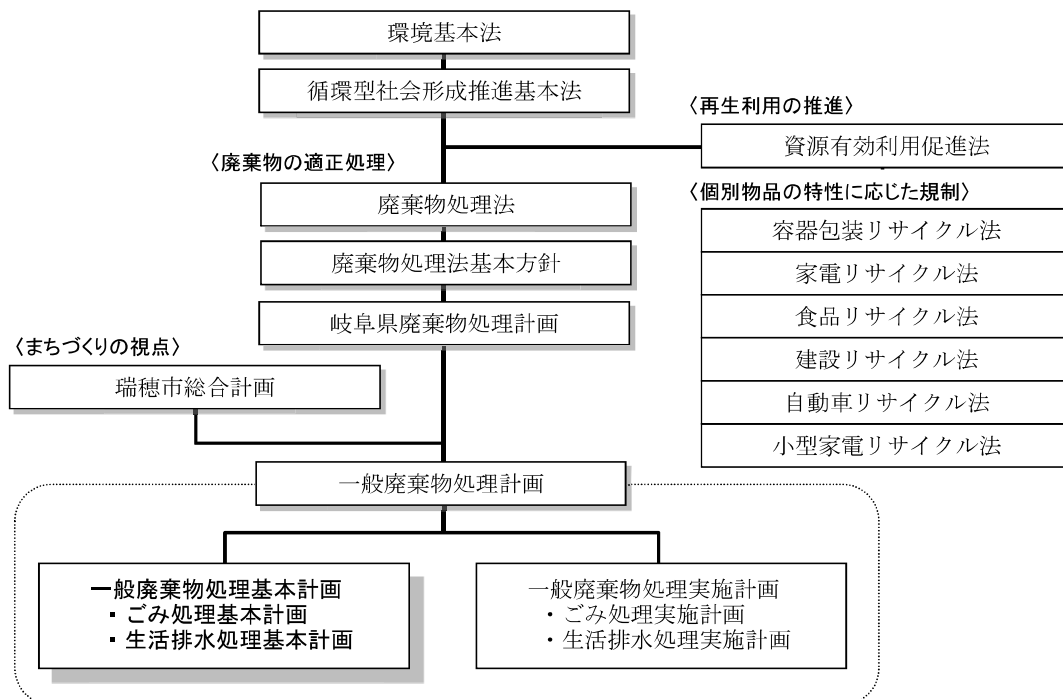 環境基本法
循環型社会形成推進基本法
〈再生利用の推進〉
資源有効利用促進法
〈廃棄物の適正処理〉
〈個別物品の特性に応じた規制〉
廃棄物処理法
容器包装リサイクル法
廃棄物処理法基本方針
家電リサイクル法
岐阜県廃棄物処理計画
食品リサイクル法
〈まちづくりの視点〉
建設リサイクル法
瑞穂市総合計画
自動車リサイクル法
小型家電リサイクル法
一般廃棄物処理計画
一般廃棄物処理基本計画
・ごみ処理基本計画
・生活排水処理基本計画
一般廃棄物処理実施計画
・ごみ処理実施計画
・生活排水処理実施計画